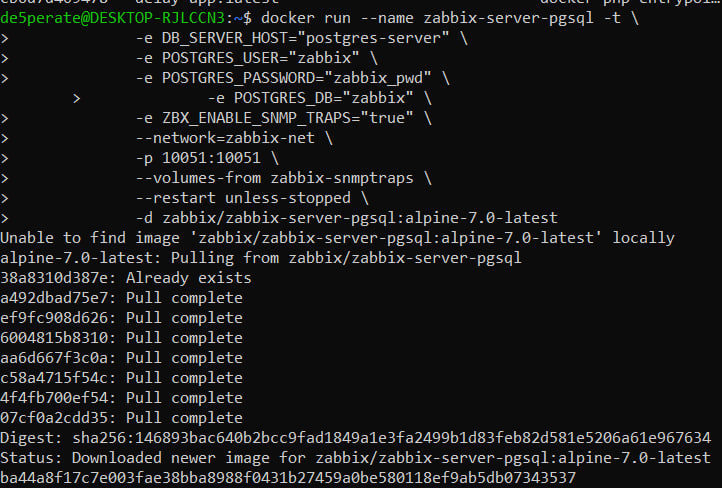 de5perate@DESKTOP-RJLCCN3:~$ docker run --name zabbix-server-pgsql -t \
> -e DB_SERVER_HOST="postgres-server" \
> -e POSTGRES_USER="zabbix" \
> -e POSTGRES_PASSWORD="zabbix_pwd" \
> -e POSTGRES_DB="zabbix" \
> -e ZBX_ENABLE_SNMP_TRAPS="true" \
> --network=zabbix-net \
> -p 10051:10051 \
> --volumes-from zabbix-snmptraps \
> --restart unless-stopped \
> -d zabbix/zabbix-server-pgsql:alpine-7.0-latest
Unable to find image 'zabbix/zabbix-server-pgsql:alpine-7.0-latest' locally
alpine-7.0-latest: Pulling from zabbix/zabbix-server-pgsql
38a8310d387e: Already exists
a492dbad75e7: Pull complete
ef9fc908d626: Pull complete
6004815b8310: Pull complete
aa6d667f3c0a: Pull complete
c58a4715f54c: Pull complete
4f4fb700ef54: Pull complete
07cf0a2cdd35: Pull complete
Digest: sha256:146893bac640b2bcc9fad1849a1e3fa2499b1d83feb82d581e5206a61e967634
Status: Downloaded newer image for zabbix/zabbix-server-pgsql:alpine-7.0-latest
ba44a8f17c7e003fae38bba8988f0431b27459a0be580118ef9ab5db07343537